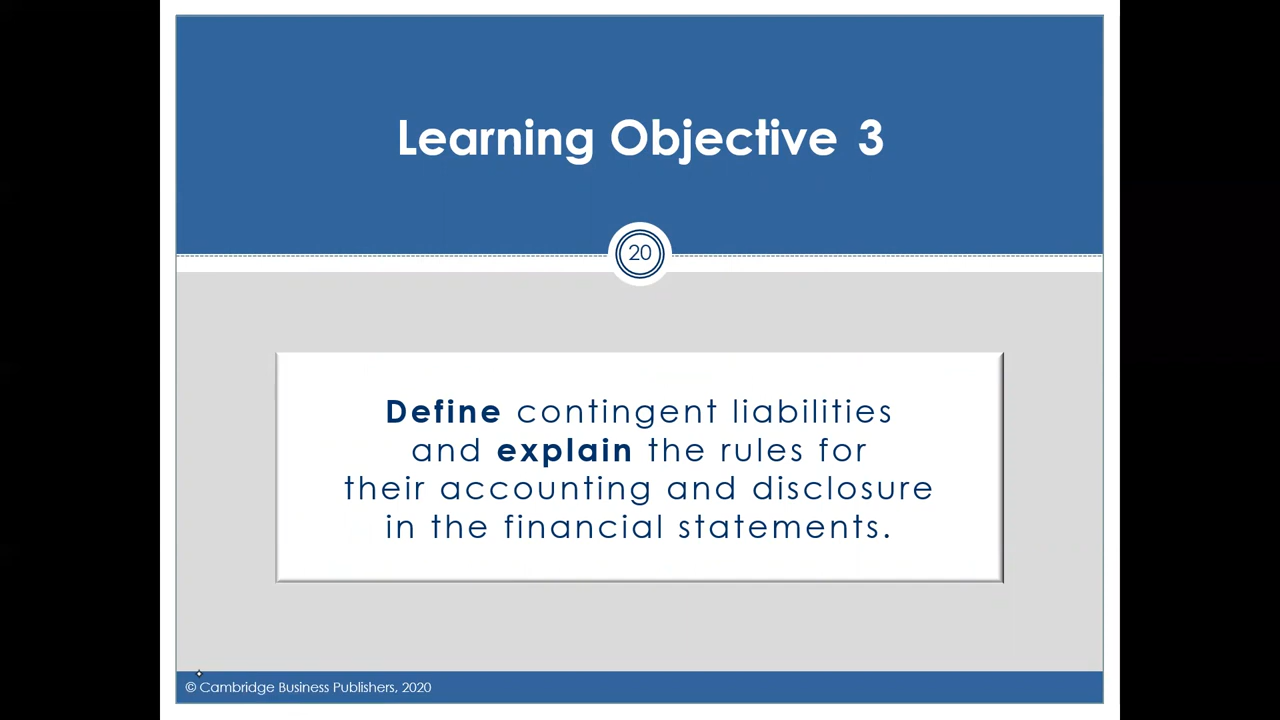 Learning Objective 3
20
Define contingent liabilities
and explain the rules for
their accounting and disclosure
in the financial statements.
© Cambridge Business Publishers, 2020